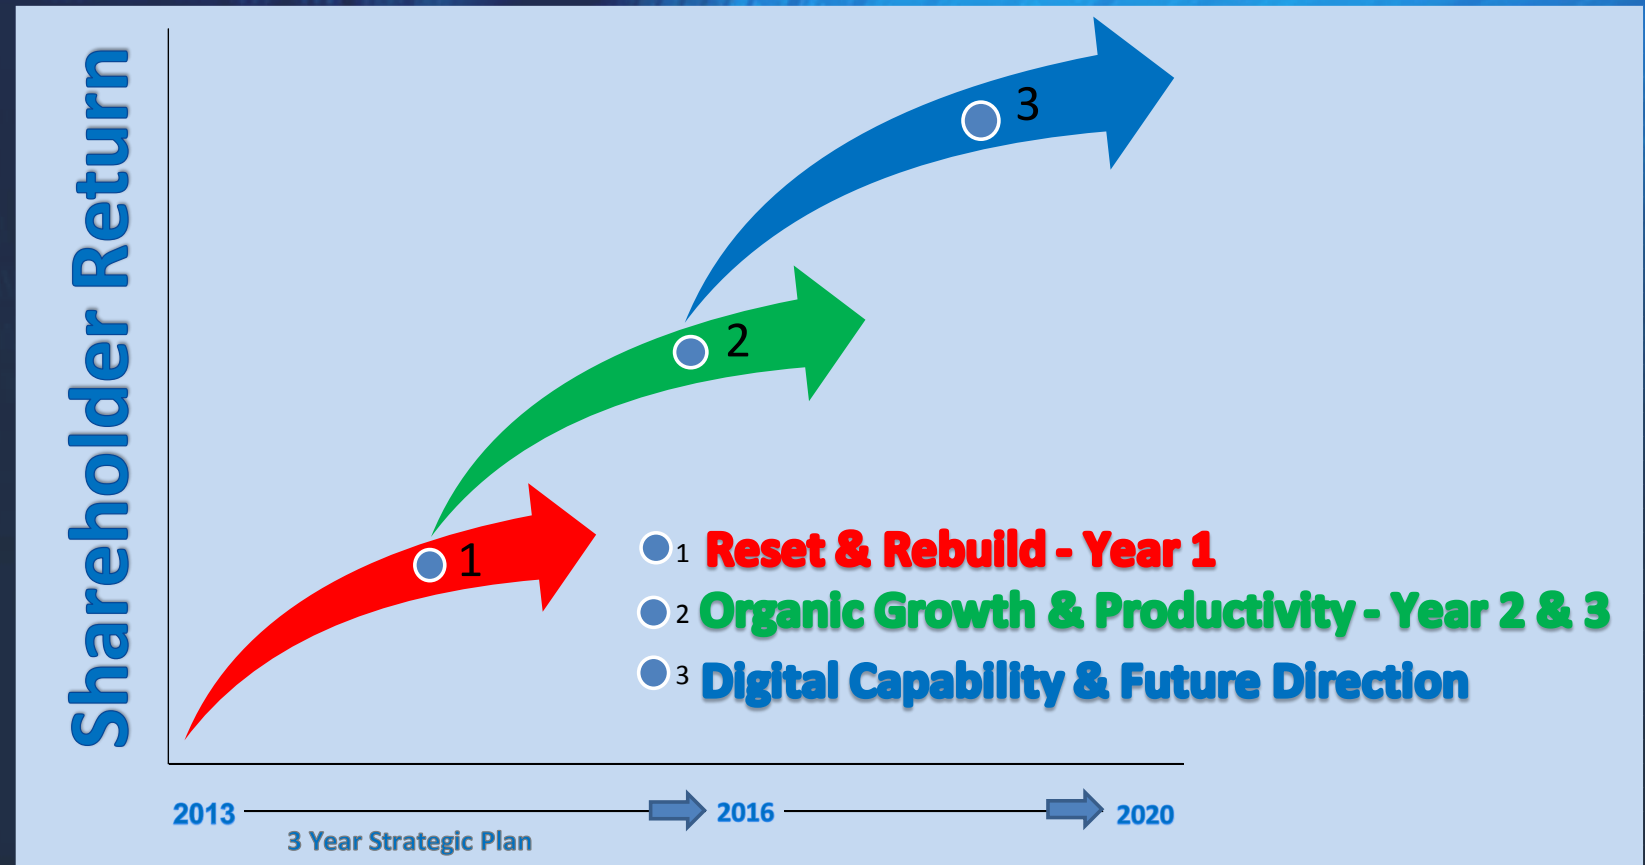 Shareholder Return
3
2
1
1 Reset & Rebuild - Year 1
2 Organic Growth & Productivity - Year 2 & 3
3 Digital Capability & Future Direction
2013 2016 2020
3 Year Strategic Plan